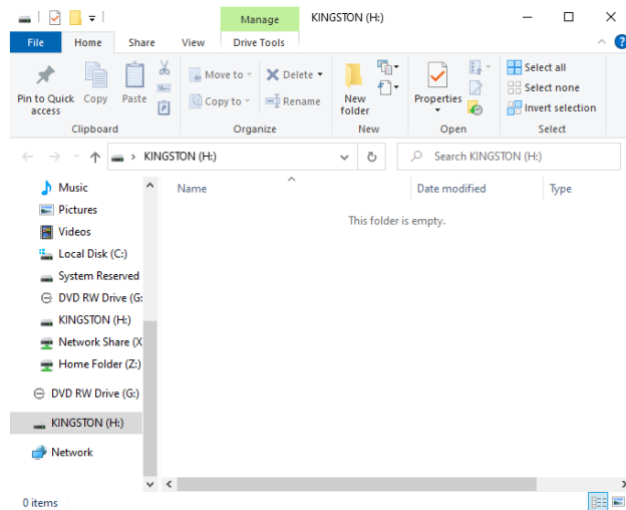 Manage KINGSTON (H:)
File Home Share View Drive Tools
Pin to Quick access
Copy
Paste
Move to
Copy to
Delete
Rename
New folder
Properties
Select all
Select none
Invert selection
Clipboard Organize New Open Select
KINGSTON (H:) Search KINGSTON (H:)
Name Date modified Type
This folder is empty.
Music
Pictures
Videos
Local Disk (C:)
System Reserved
DVD RW Drive (G:
KINGSTON (H:)
Network Share (X
Home Folder (Z:)
DVD RW Drive (G:)
KINGSTON (H:)
Network
0 items